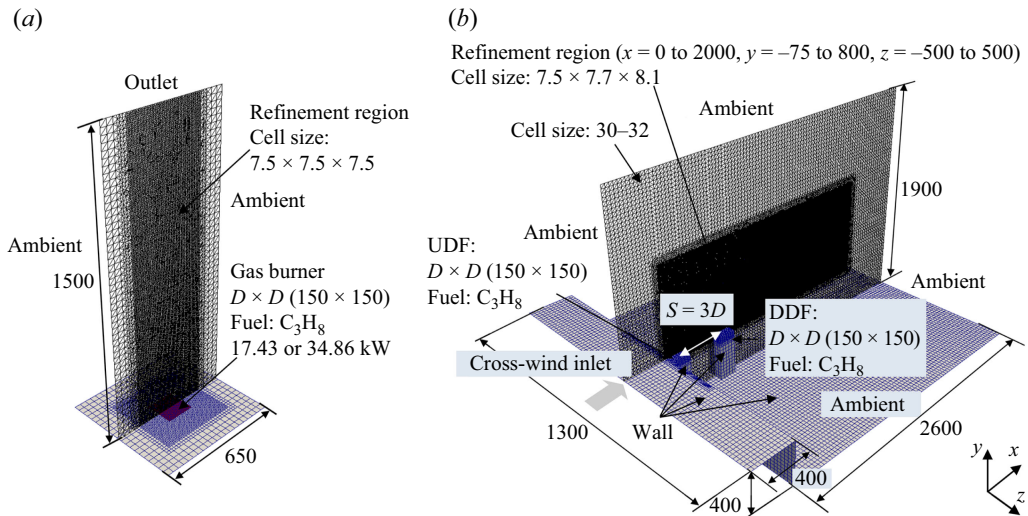 (a)
Outlet
Refinement region
Cell size:
7.5 × 7.5 × 7.5
Ambient
Ambient
1500
Gas burner
D × D (150 × 150)
Fuel: C₃H₈
17.43 or 34.86 kW
650
(b)
Refinement region (x = 0 to 2000, y = –75 to 800, z = –500 to 500)
Cell size: 7.5 × 7.7 × 8.1
Ambient
Cell size: 30–32
1900
Ambient
UDF:
D × D (150 × 150)
Fuel: C₃H₈
Ambient
S = 3D
DDF:
D × D (150 × 150)
Fuel: C₃H₈
Cross-wind inlet
Ambient
Wall
1300
2600
400
400
y
x
z